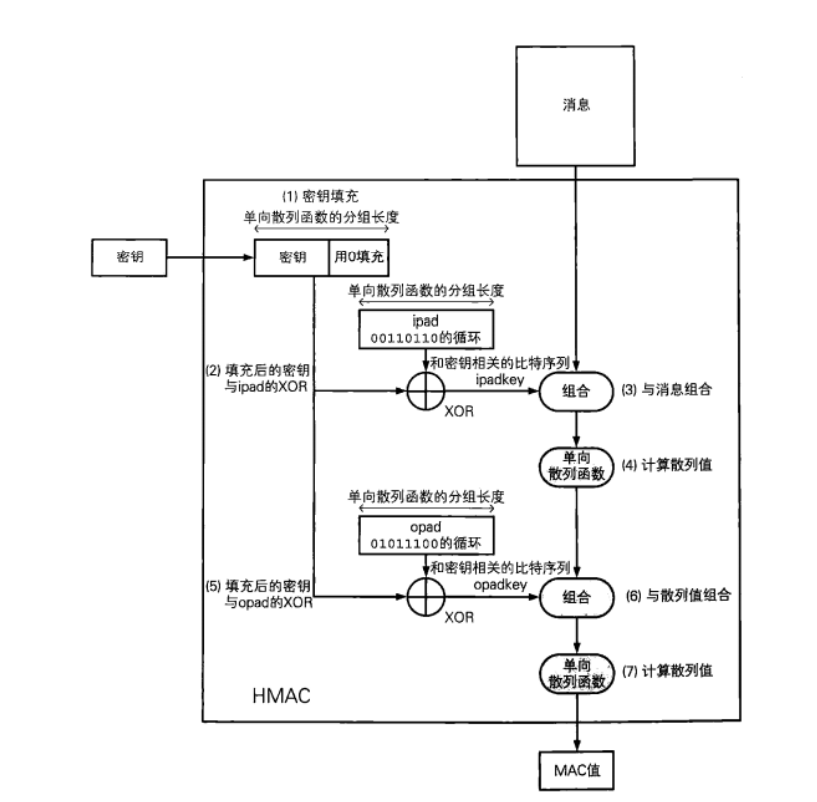 消息
(1) 密钥填充
单向散列函数的分组长度
密钥
密钥
用0填充
单向散列函数的分组长度
ipad
00110110的循环
(2) 填充后的密钥
与ipad的XOR
和密钥相关的比特序列
ipadkey
XOR
组合
(3) 与消息组合
单向
散列函数
(4) 计算散列值
单向散列函数的分组长度
opad
01011100的循环
(5) 填充后的密钥
与opad的XOR
和密钥相关的比特序列
opadkey
XOR
组合
(6) 与散列值组合
单向
散列函数
(7) 计算散列值
HMAC
MAC值